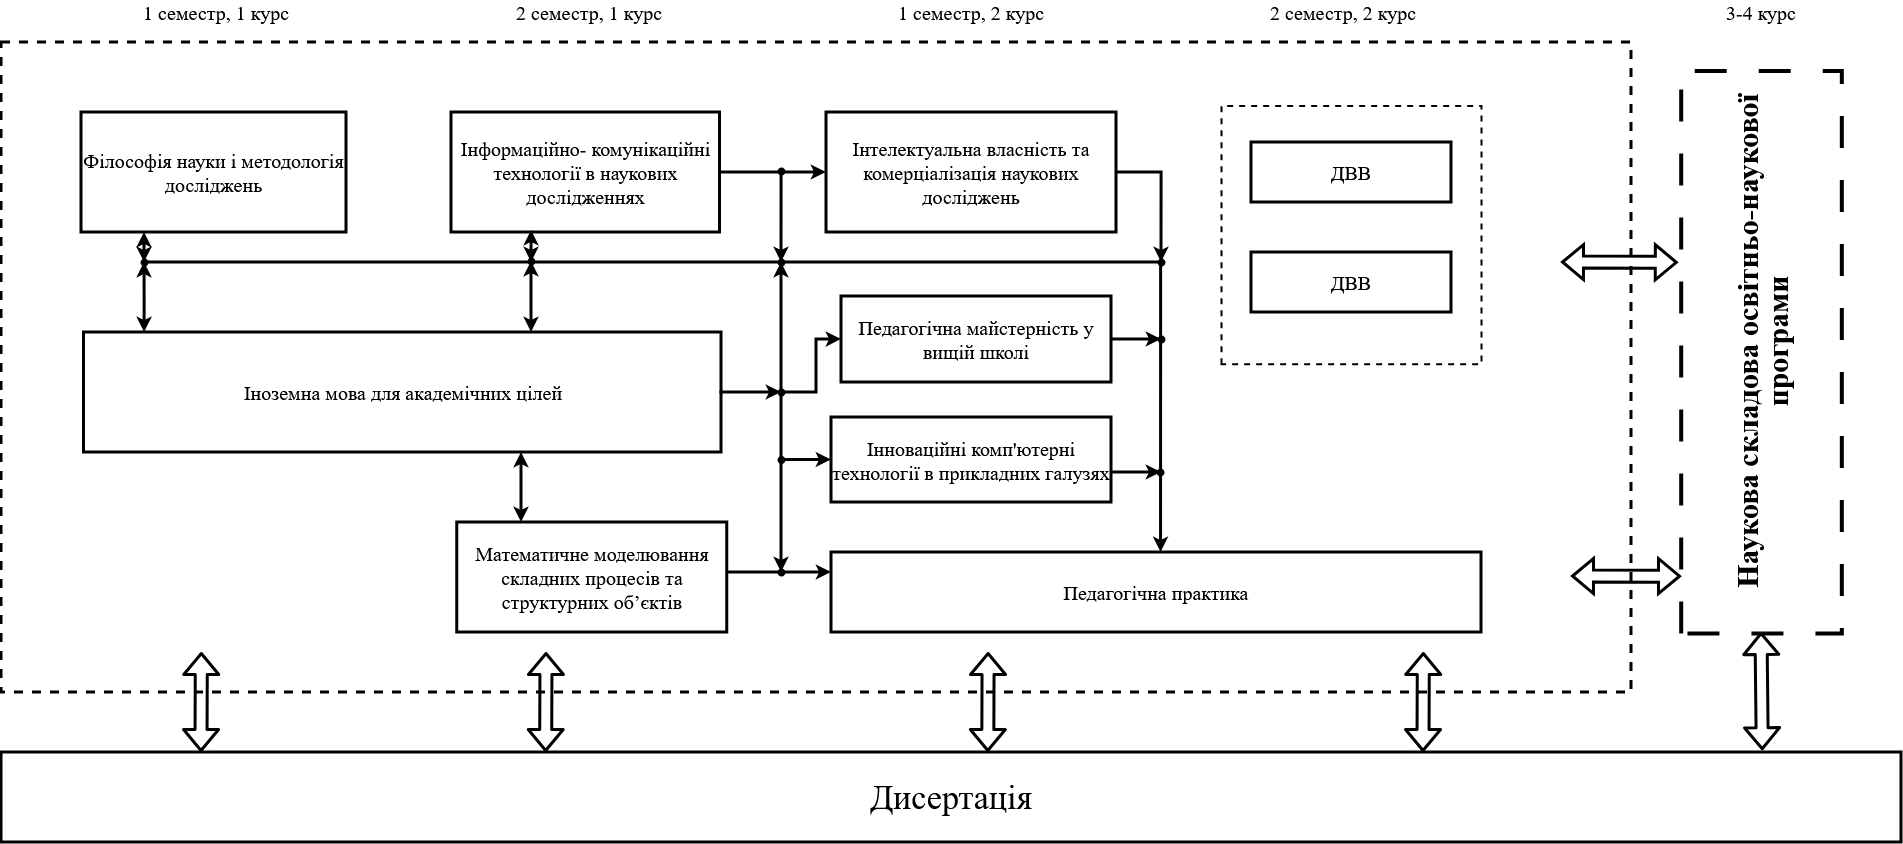 1 семестр, 1 курс
2 семестр, 1 курс
1 семестр, 2 курс
2 семестр, 2 курс
3-4 курс
Філософія науки і методологія
досліджень
Інформаційно- комунікаційні
технології в наукових
дослідженнях
Інтелектуальна власність та
комерціалізація наукових
досліджень
ДВВ
ДВВ
Педагогічна майстерність у
вищій школі
Іноземна мова для академічних цілей
Інноваційні комп'ютерні
технології в прикладних галузях
Математичне моделювання
складних процесів та
структурних об’єктів
Педагогічна практика
Наукова складова освітньо-наукової
програми
Дисертація